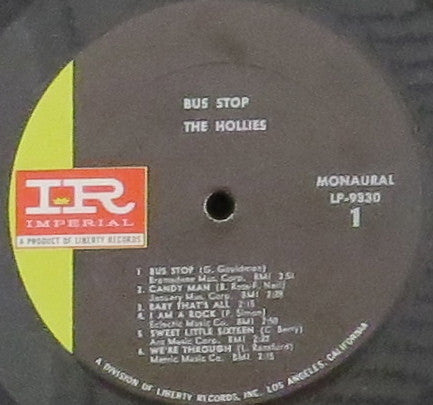 BUS STOP
THE HOLLIES
MONAURAL
LP-9330
1
IR
IMPERIAL
A PRODUCT OF LIBERTY RECORDS
1 BUS STOP (G. Gouldman)
Bramsdene Mus. Corp. BMI 2:51
2. CANDY MAN (B. Ross-F. Neil)
January Mus. Corp. BMI 2:28
3. BABY THAT'S ALL 2:15
4. I AM A ROCK (P. Simon)
Eclectic Music Co. BMI 2:50
5 SWEET LITTLE SIXTEEN (C. Berry)
Arc Music Corp. BMI 2:22
6 WE'RE THROUGH (L. Ransford)
Manic Music Co. BMI 2:15
A DIVISION OF LIBERTY RECORDS, INC. LOS ANGELES, CALIFORNIA